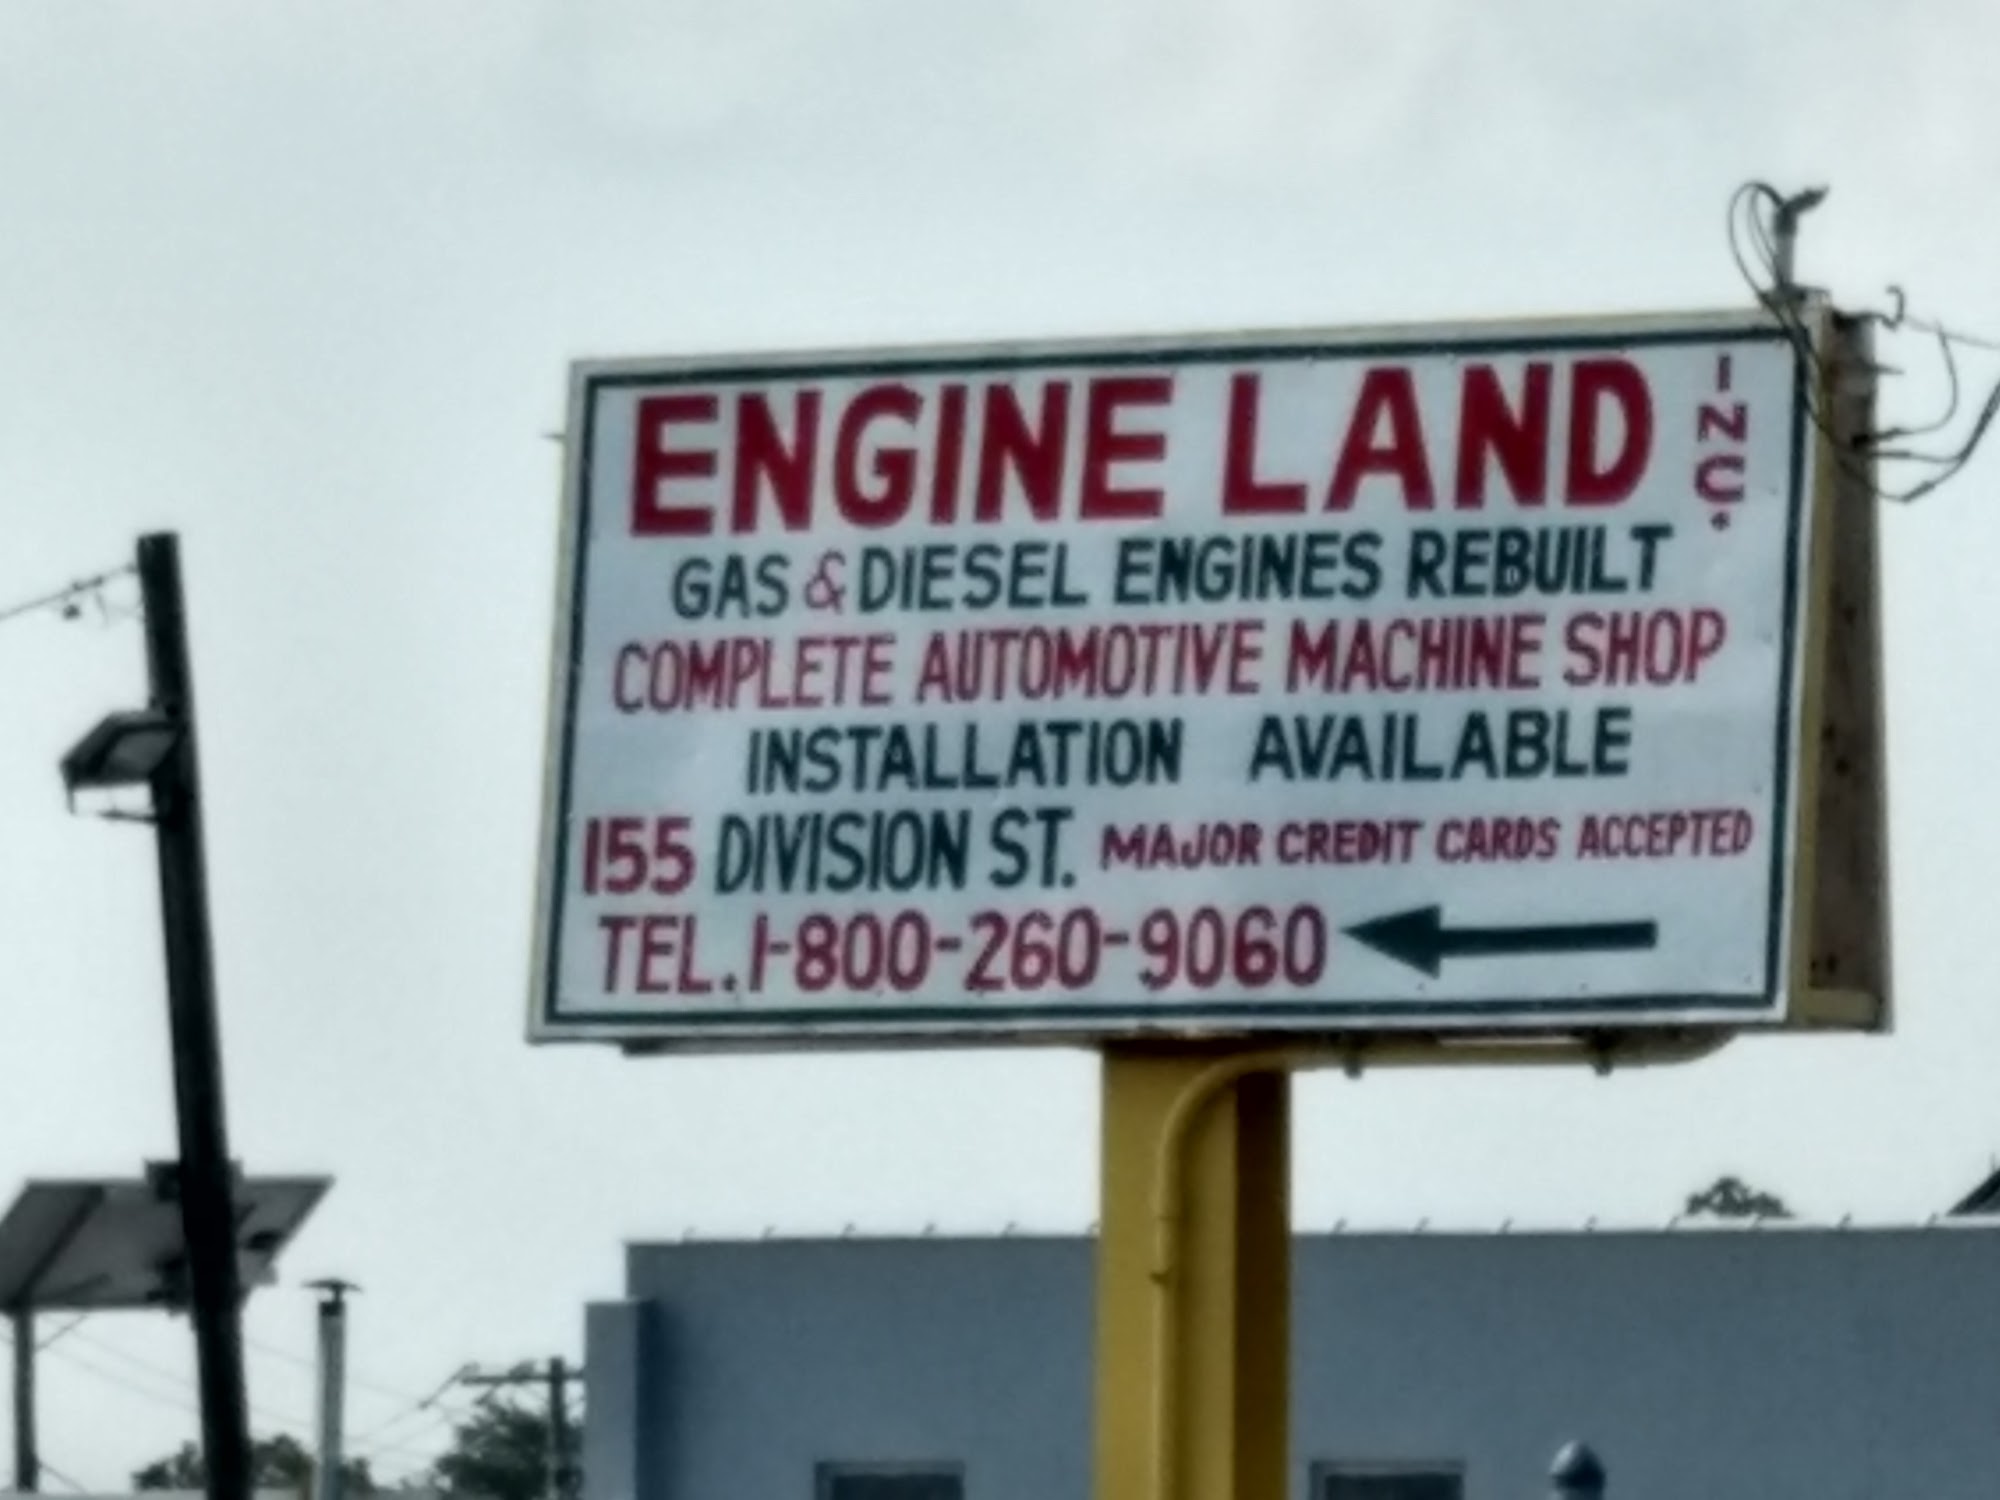 ENGINE LAND INC.
GAS & DIESEL ENGINES REBUILT
COMPLETE AUTOMOTIVE MACHINE SHOP
INSTALLATION AVAILABLE
155 DIVISION ST. MAJOR CREDIT CARDS ACCEPTED
TEL. 1-800-260-9060